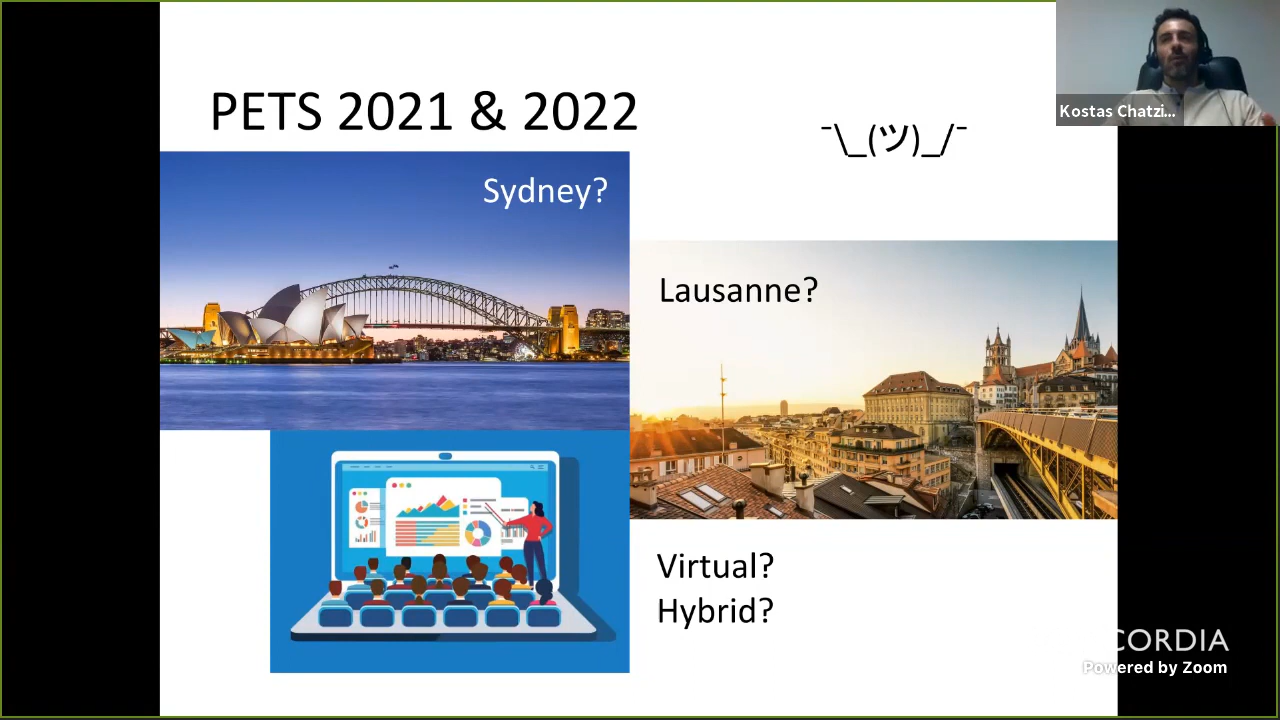 PETS 2021 & 2022
¯\_(ツ)_/¯
Kostas Chatzi...
Sydney?
Lausanne?
Virtual?
Hybrid?
CORDIA
Powered by Zoom